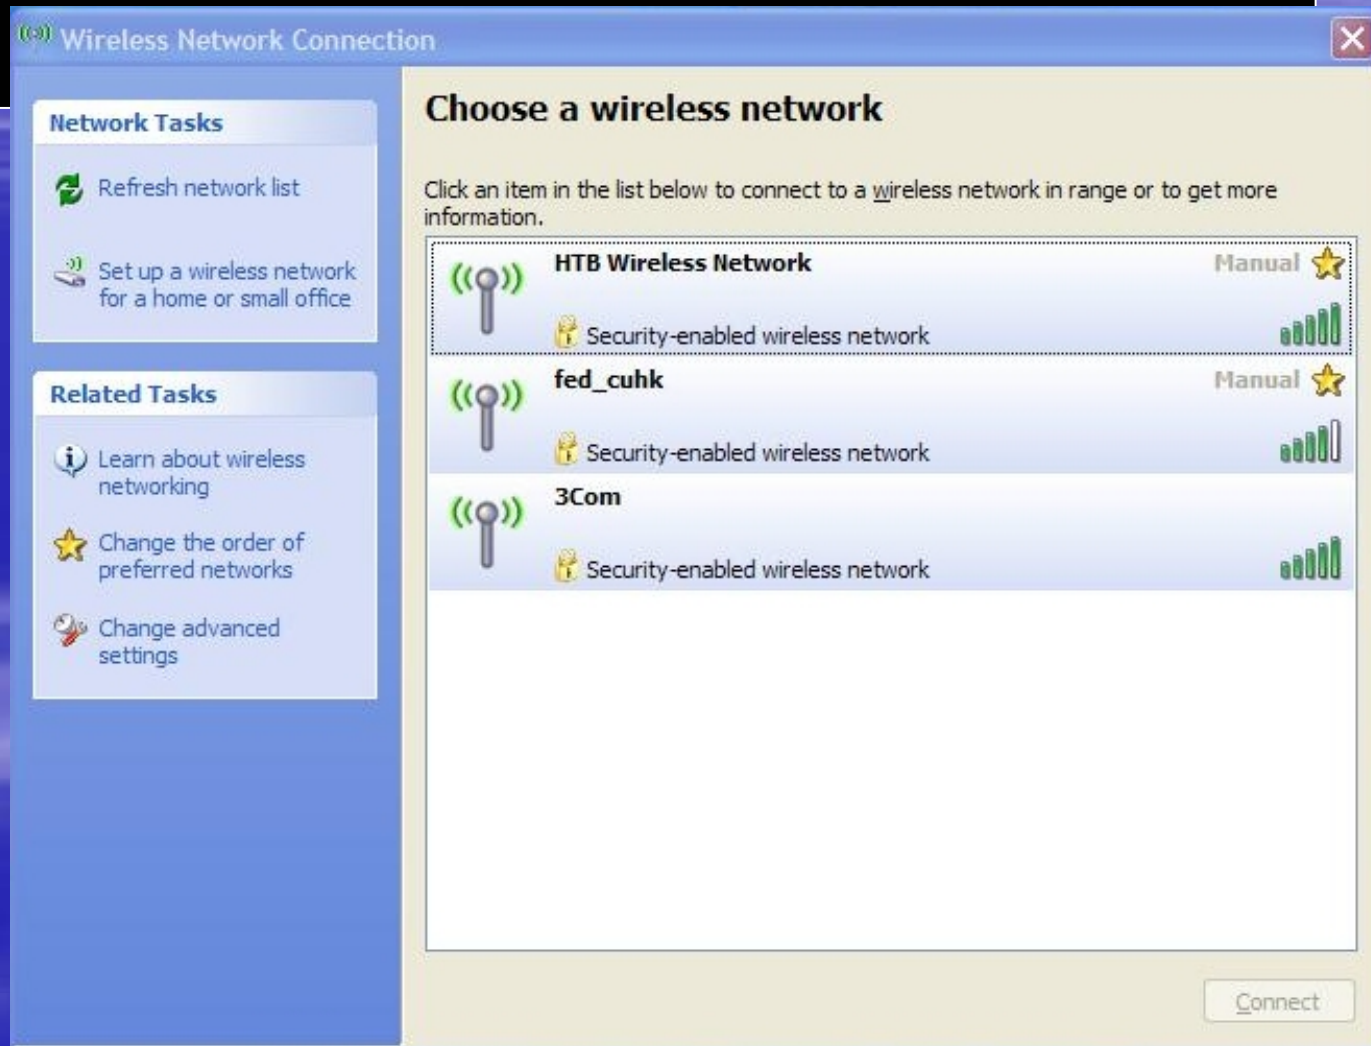 Wireless Network Connection
Network Tasks
Refresh network list
Set up a wireless network
for a home or small office
Related Tasks
Learn about wireless
networking
Change the order of
preferred networks
Change advanced
settings
Choose a wireless network
Click an item in the list below to connect to a wireless network in range or to get more
information.
HTB Wireless Network
Manual
Security-enabled wireless network
fed_cuhk
Manual
Security-enabled wireless network
3Com
Security-enabled wireless network
Connect